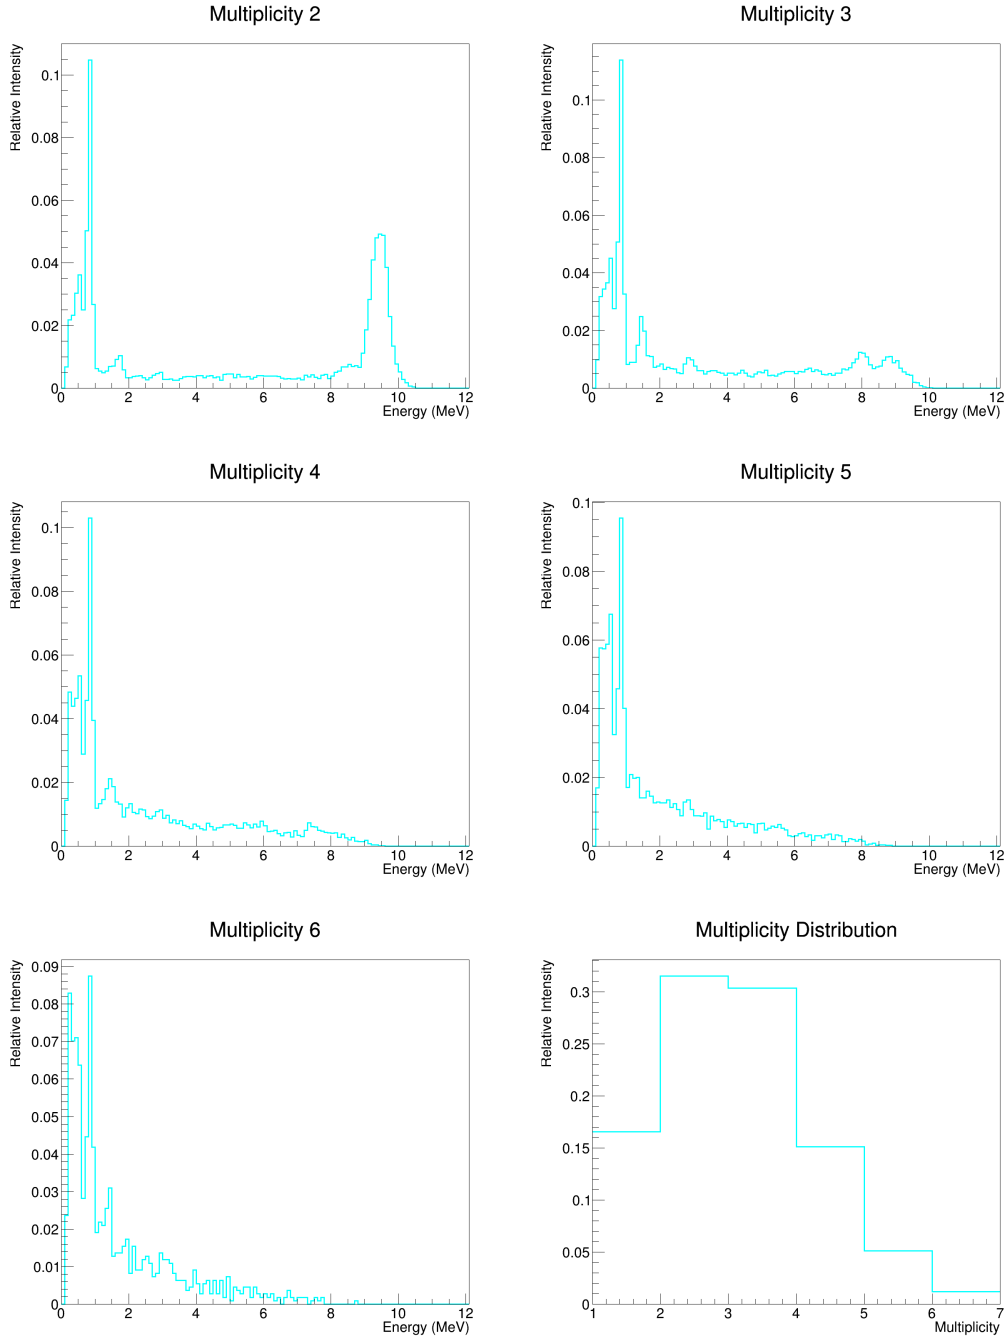 Multiplicity 2
Relative Intensity
0.1
0.08
0.06
0.04
0.02
0
0 2 4 6 8 10 12
Energy (MeV)
Multiplicity 3
Relative Intensity
0.1
0.08
0.06
0.04
0.02
0
0 2 4 6 8 10 12
Energy (MeV)
Multiplicity 4
Relative Intensity
0.1
0.08
0.06
0.04
0.02
0
0 2 4 6 8 10 12
Energy (MeV)
Multiplicity 5
Relative Intensity
0.1
0.08
0.06
0.04
0.02
0
0 2 4 6 8 10 12
Energy (MeV)
Multiplicity 6
Relative Intensity
0.09
0.08
0.07
0.06
0.05
0.04
0.03
0.02
0.01
0
0 2 4 6 8 10 12
Energy (MeV)
Multiplicity Distribution
Relative Intensity
0.3
0.25
0.2
0.15
0.1
0.05
0
1 2 3 4 5 6 7
Multiplicity